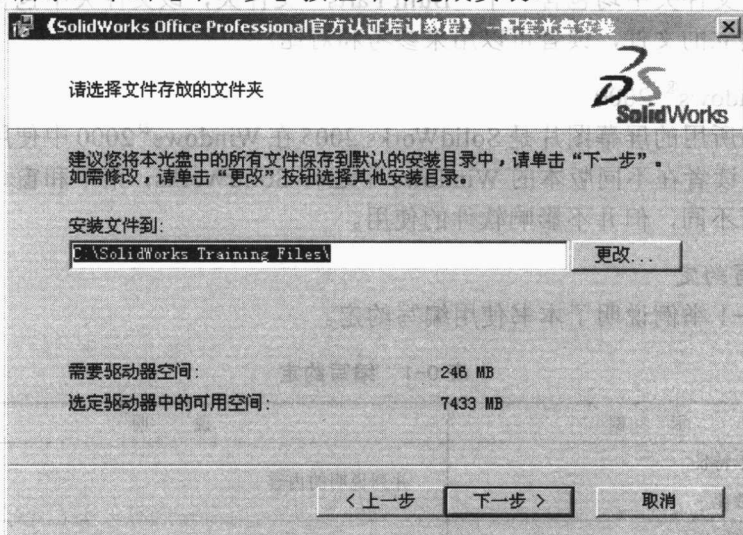 《SolidWorks Office Professional官方认证培训教程》 --配套光盘安装
请选择文件存放的文件夹
SolidWorks
建议您将本光盘中的所有文件保存到默认的安装目录中，请单击“下一步”。
如需修改，请单击“更改”按钮选择其他安装目录。
安装文件到:
C:\SolidWorks Training Files\
更改...
需要驱动器空间: 246 MB
选定驱动器中的可用空间: 7433 MB
< 上一步 下一步 > 取消